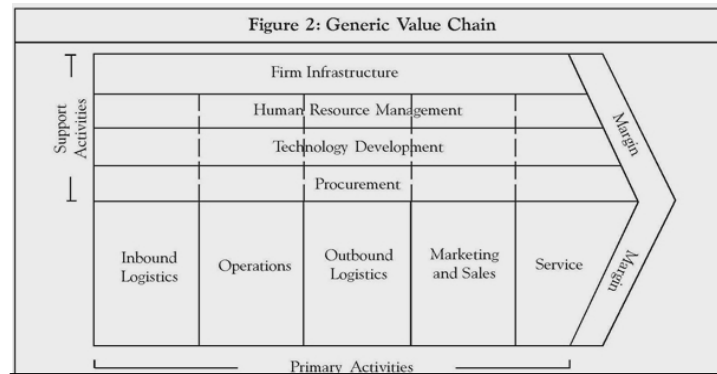 Figure 2: Generic Value Chain
Support
Activities
Firm Infrastructure
Human Resource Management
Technology Development
Procurement
Inbound
Logistics
Operations
Outbound
Logistics
Marketing
and Sales
Service
Margin
Margin
Primary Activities